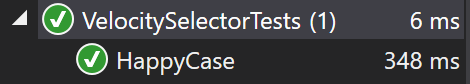 VelocitySelectorTests (1) 6 ms
HappyCase 348 ms